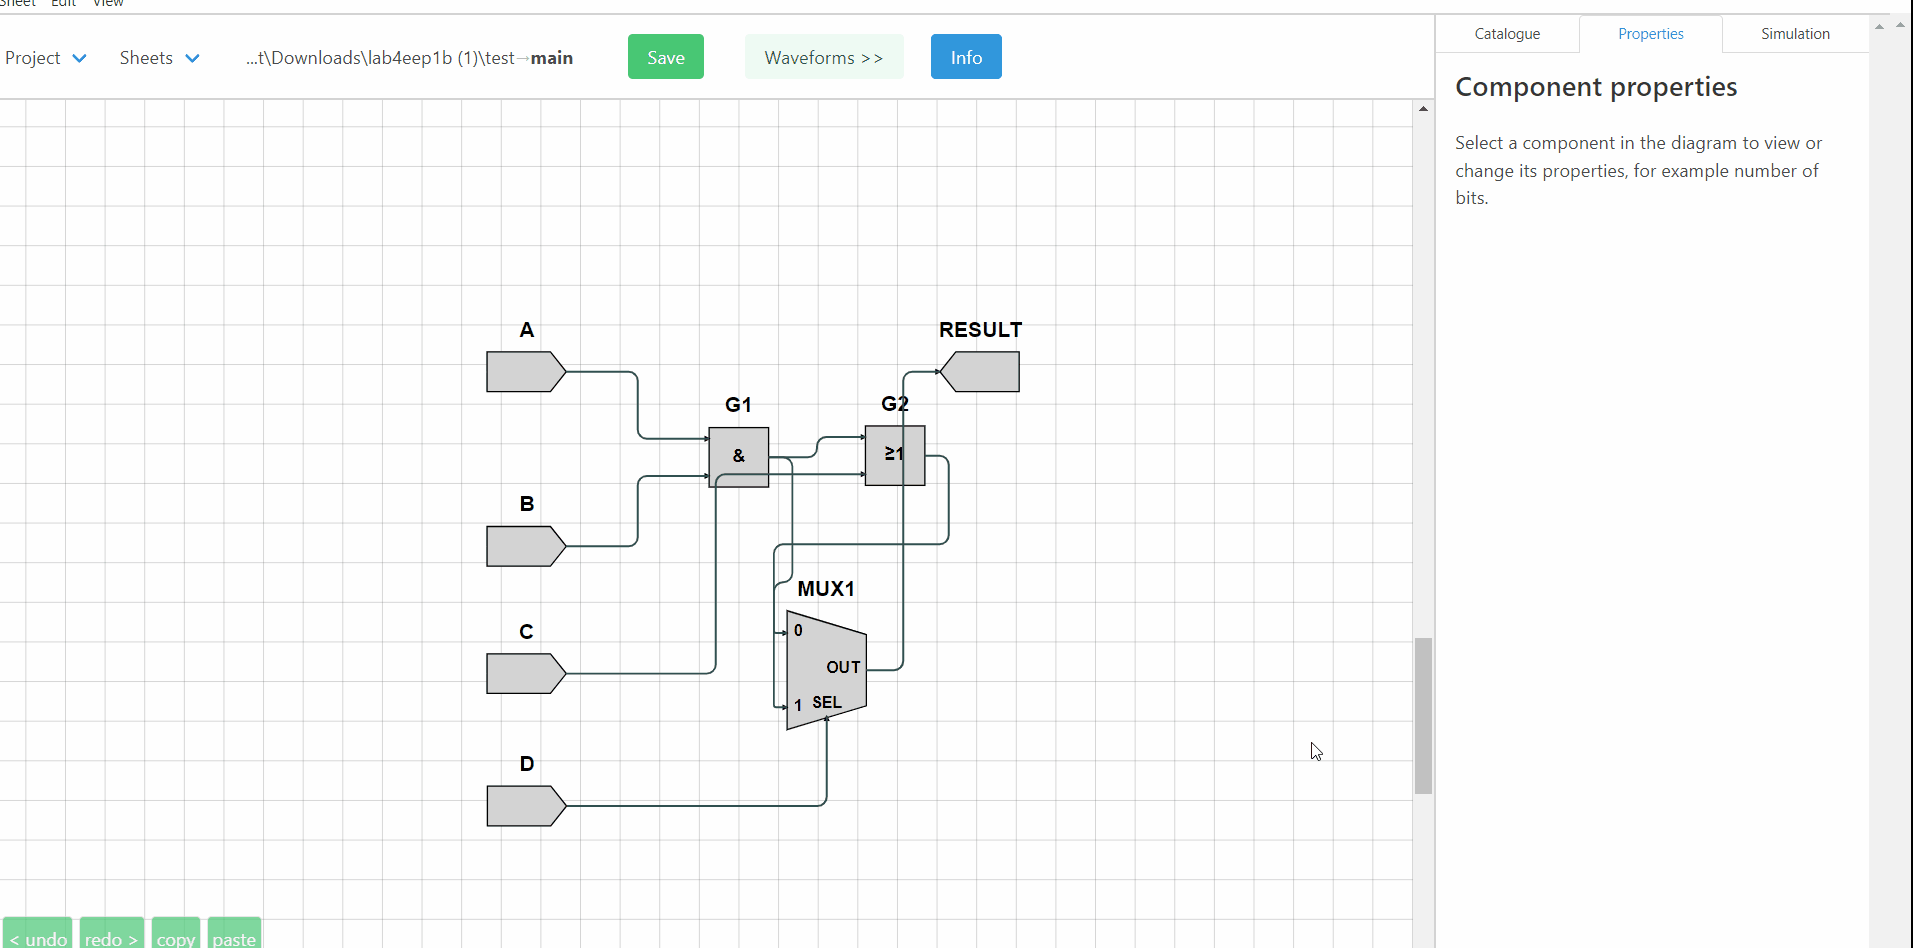 Sheet Edit View
Project Sheets ...t\Downloads\lab4eep1b (1)\test→main Save Waveforms >> Info
Catalogue Properties Simulation
Component properties
Select a component in the diagram to view or
change its properties, for example number of
bits.
A
RESULT
G1
G2
&
≥1
B
MUX1
C
0
OUT
1 SEL
D
< undo redo > copy paste